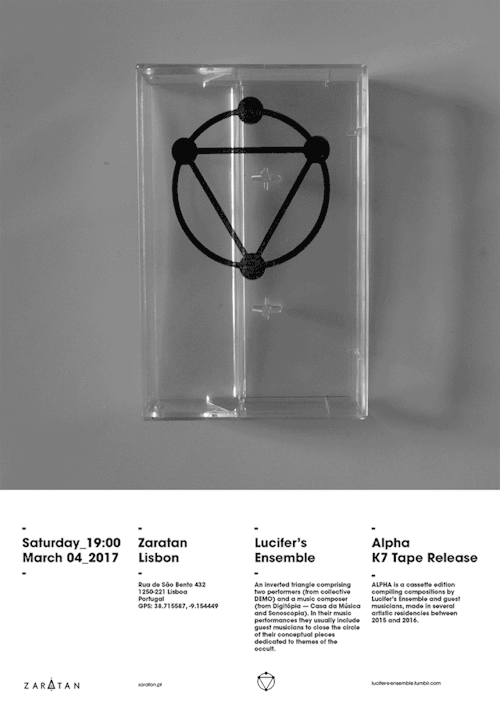 -
Saturday_19:00
March 04_2017
-
-
Zaratan
Lisbon
-
Rua de São Bento 432
1250-221 Lisboa
Portugal
GPS: 38.715587, -9.154449
-
Lucifer's
Ensemble
-
An inverted triangle comprising
two performers (from collective
DEMO) and a music composer
(from Digitópia — Casa da Música
and Sonoscopia). In their music
performances they usually include
guest musicians to close the circle
of their conceptual pieces
dedicated to themes of the
occult.
-
Alpha
K7 Tape Release
-
ALPHA is a cassette edition
compiling compositions by
Lucifer's Ensemble and guest
musicians, made in several
artistic residencies between
2015 and 2016.
ZARATAN
zaratan.pt
lucifers-ensemble.tumblr.com